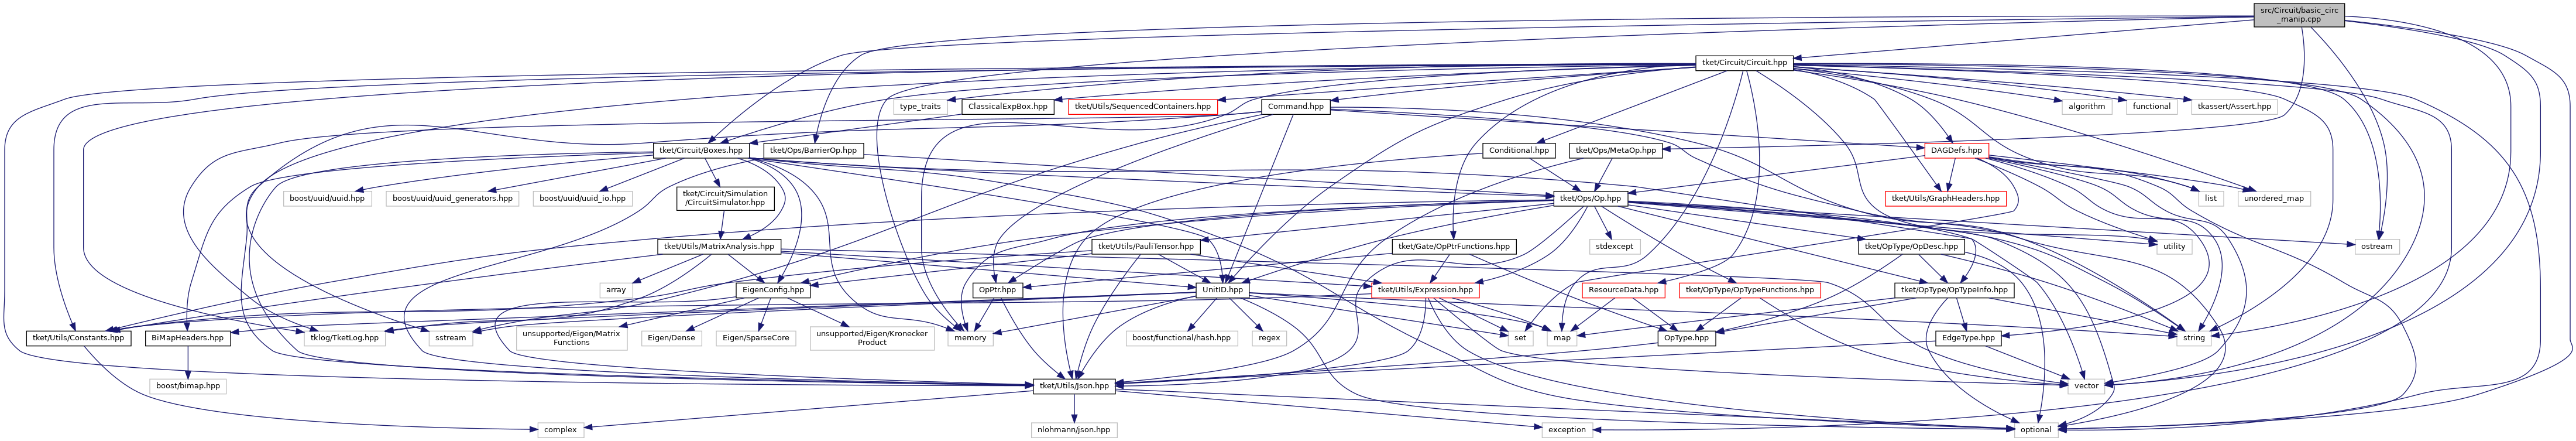 src/Circuit/basic_circ
_manip.cpp
tket/Circuit/Circuit.hpp
type_traits
ClassicalExpBox.hpp
tket/Utils/SequencedContainers.hpp
Command.hpp
algorithm
functional
tkassert/Assert.hpp
tket/Circuit/Boxes.hpp
tket/Ops/BarrierOp.hpp
Conditional.hpp
tket/Ops/MetaOp.hpp
DAGDefs.hpp
boost/uuid/uuid.hpp
boost/uuid/uuid_generators.hpp
boost/uuid/uuid_io.hpp
tket/Circuit/Simulation
/CircuitSimulator.hpp
tket/Ops/Op.hpp
tket/Utils/GraphHeaders.hpp
list
unordered_map
tket/Utils/MatrixAnalysis.hpp
tket/Utils/PauliTensor.hpp
tket/Gate/OpPtrFunctions.hpp
stdexcept
tket/OpType/OpDesc.hpp
utility
ostream
array
EigenConfig.hpp
OpPtr.hpp
UnitID.hpp
tket/Utils/Expression.hpp
ResourceData.hpp
tket/OpType/OpTypeFunctions.hpp
tket/OpType/OpTypeInfo.hpp
tket/Utils/Constants.hpp
BiMapHeaders.hpp
tklog/TketLog.hpp
sstream
unsupported/Eigen/Matrix
Functions
Eigen/Dense
Eigen/SparseCore
unsupported/Eigen/Kronecker
Product
memory
boost/functional/hash.hpp
regex
set
map
OpType.hpp
EdgeType.hpp
string
boost/bimap.hpp
tket/Utils/Json.hpp
vector
complex
nlohmann/json.hpp
exception
optional